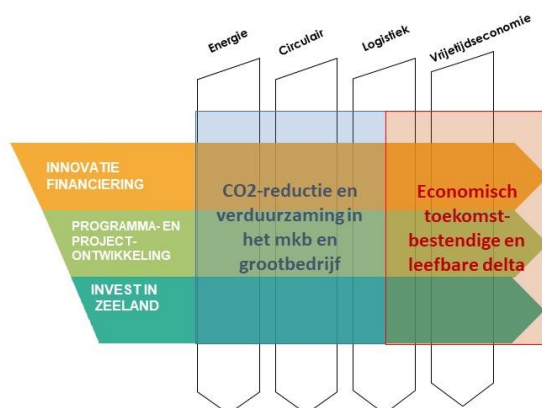 Energie
Circulair
Logistiek
Vrijetijdseconomie
INNOVATIE
FINANCIERING
PROGRAMMA- EN
PROJECT-
ONTWIKKELING
INVEST IN
ZEELAND
CO2-reductie en
verduurzaming in
het mkb en
grootbedrijf
Economisch
toekomst-
bestendige en
leefbare delta